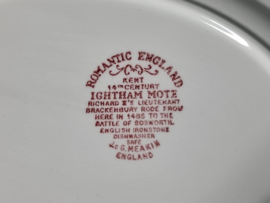 ROMANTIC ENGLAND
KENT
14TH CENTURY
IGHTHAM MOTE
RICHARD II'S LIEUTENANT
BRACKENBURY RODE FROM
HERE IN 1485 TO THE
BATTLE OF BOSWORTH.
ENGLISH IRONSTONE
DISHWASHER
SAFE
J & G. MEAKIN
ENGLAND